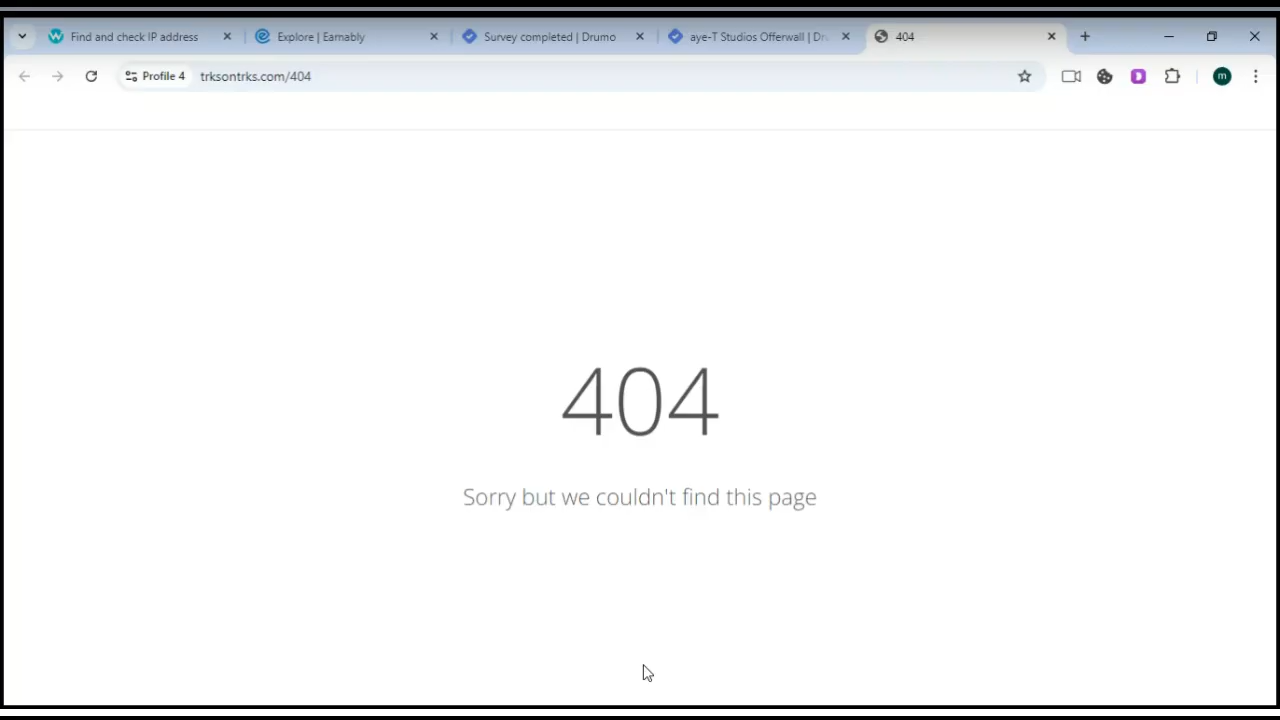 Find and check IP address
Explore | Earnably
Survey completed | Drumo
aye-T Studios Offerwall | Dru
404
Profile 4
trksontrks.com/404
m
404
Sorry but we couldn't find this page